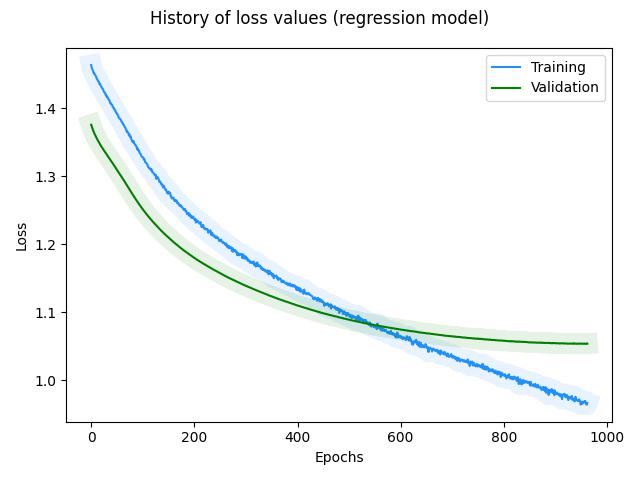 History of loss values (regression model)
Training
Validation
1.4
1.3
1.2
1.1
1.0
Loss
0 200 400 600 800 1000
Epochs